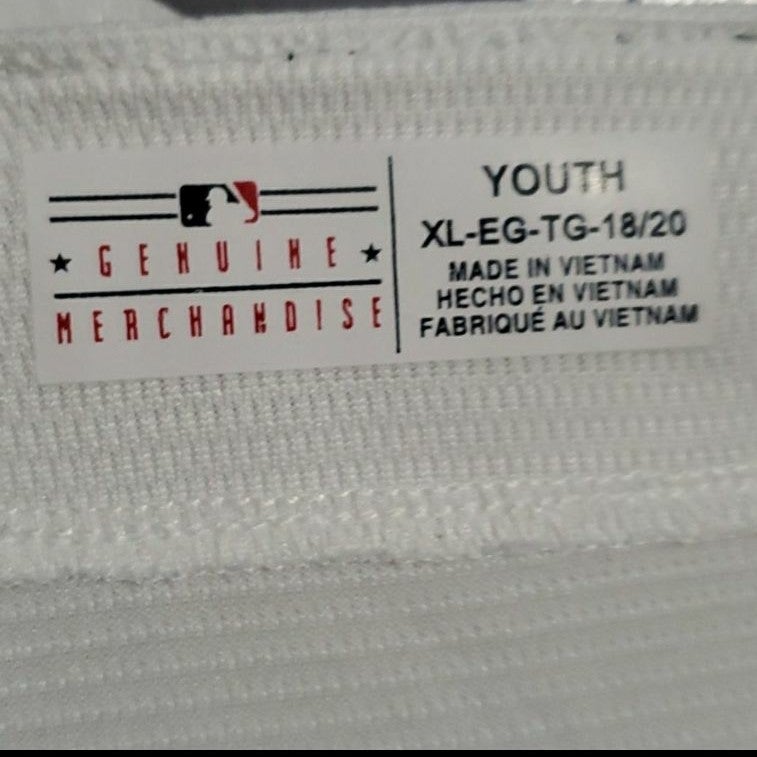 ★ GENUINE ★
MERCHANDISE
YOUTH
XL-EG-TG-18/20
MADE IN VIETNAM
HECHO EN VIETNAM
FABRIQUÉ AU VIETNAM